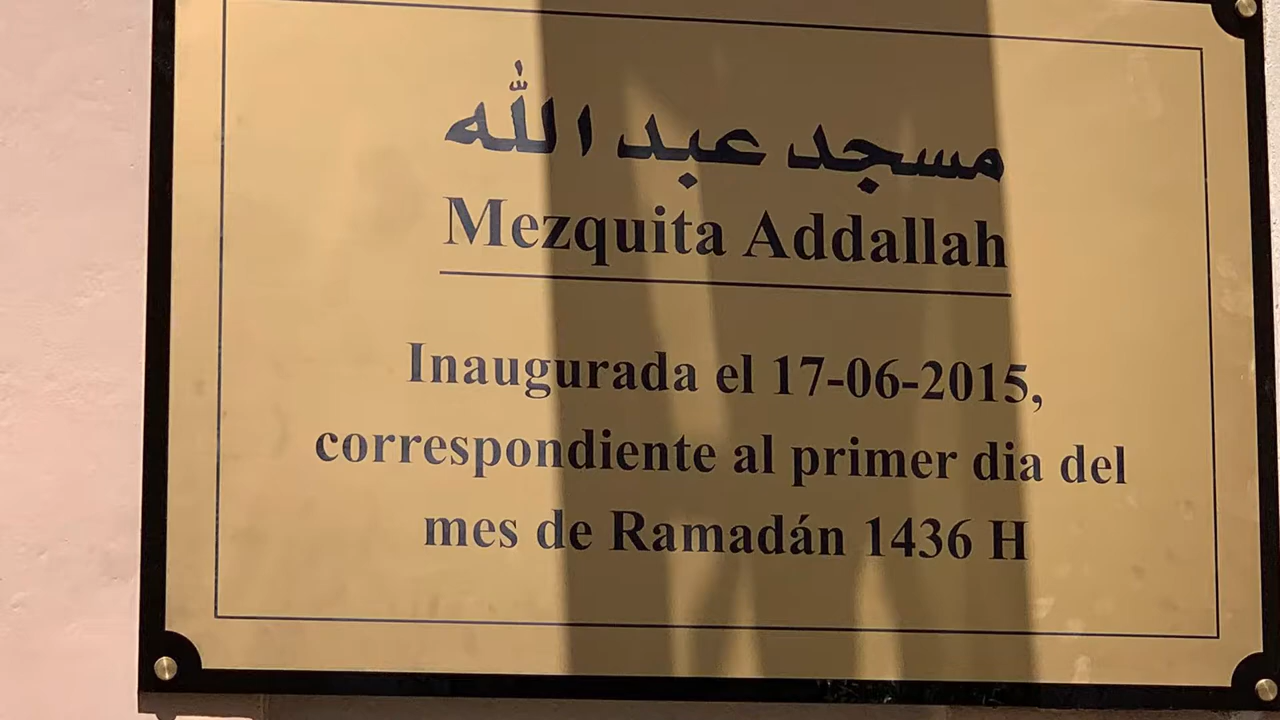 مسجد عبد الله
Mezquita Addallah
Inaugurada el 17-06-2015,
correspondiente al primer dia del
mes de Ramadán 1436 H